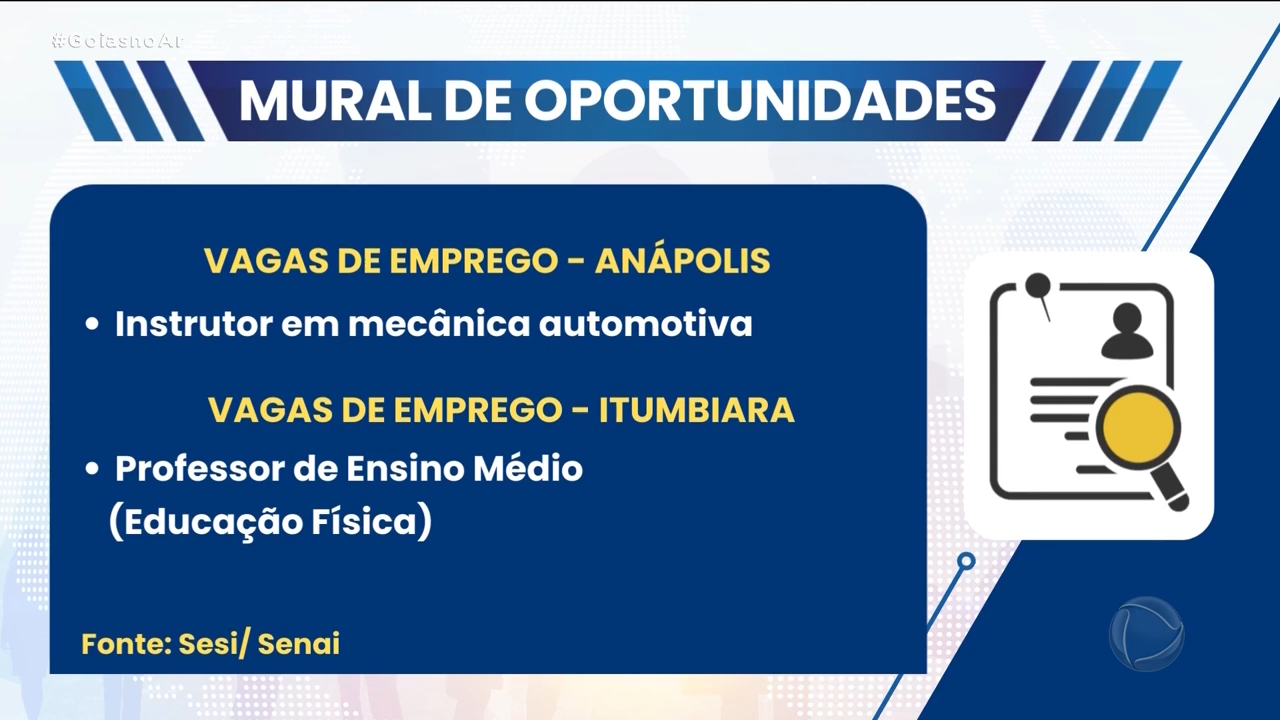 #GoiasnoAr
MURAL DE OPORTUNIDADES
VAGAS DE EMPREGO - ANÁPOLIS
• Instrutor em mecânica automotiva
VAGAS DE EMPREGO - ITUMBIARA
• Professor de Ensino Médio
(Educação Física)
Fonte: Sesi/ Senai